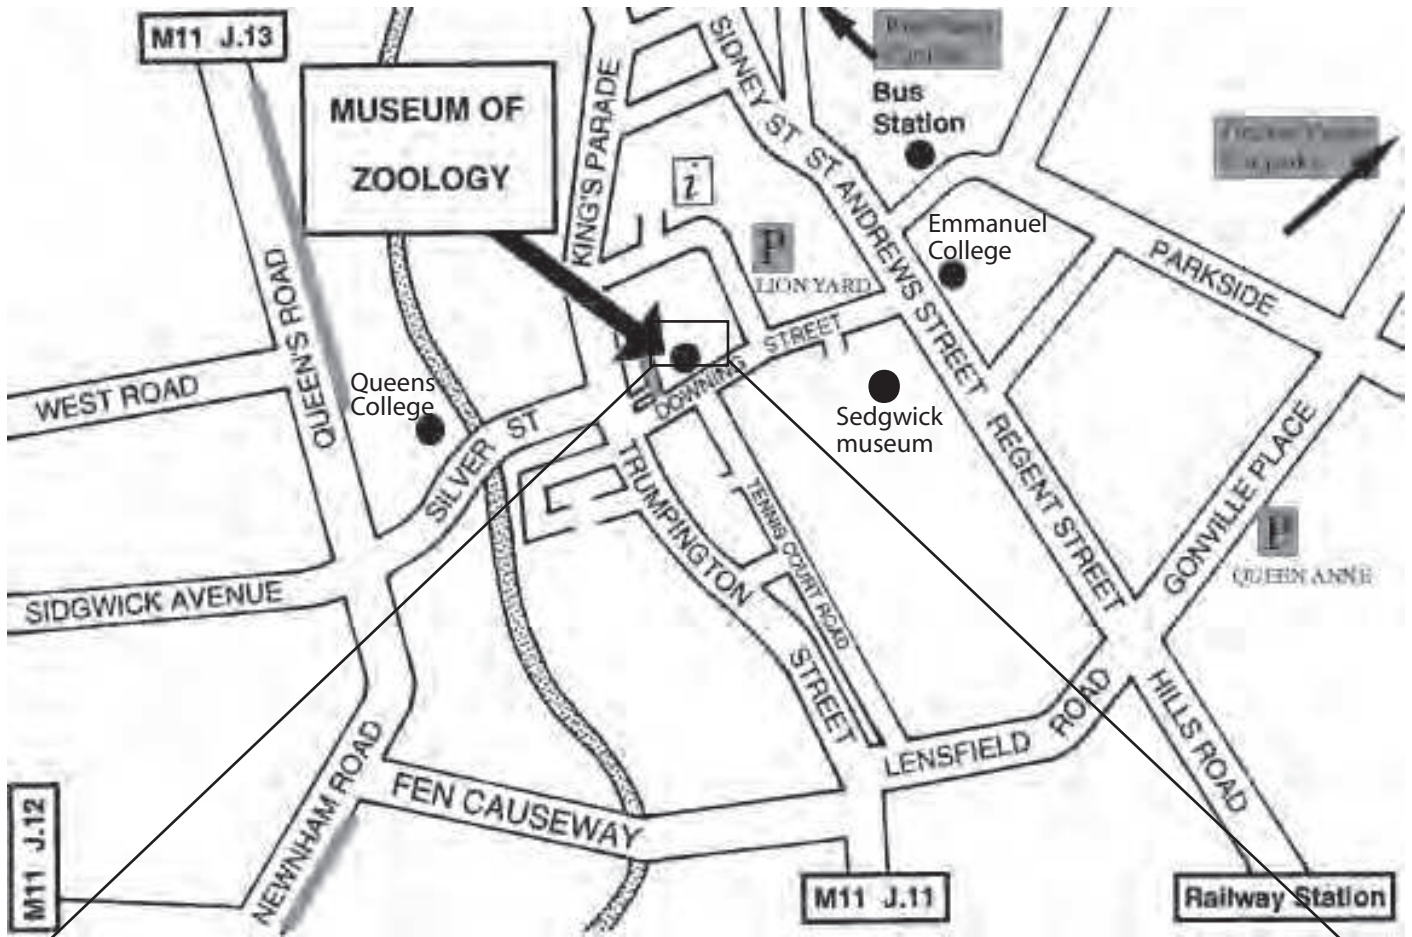 M11 J.13
MUSEUM OF
ZOOLOGY
KING'S PARADE
SIDNEY ST
ST ANDREWS STREET
Bus
Station
i
P
LION YARD
Emmanuel
College
PARKSIDE
QUEEN'S ROAD
WEST ROAD
Queens
College
SILVER ST
DOWNING
STREET
Sedgwick
museum
REGENT STREET
GONVILLE PLACE
P
QUEEN ANNE
TRUMPINGTON
STREET
TENNIS COURT ROAD
SIDGWICK AVENUE
NEWNHAM ROAD
FEN CAUSEWAY
LENSFIELD
ROAD
HILLS ROAD
M11 J.12
M11 J.11
Railway Station